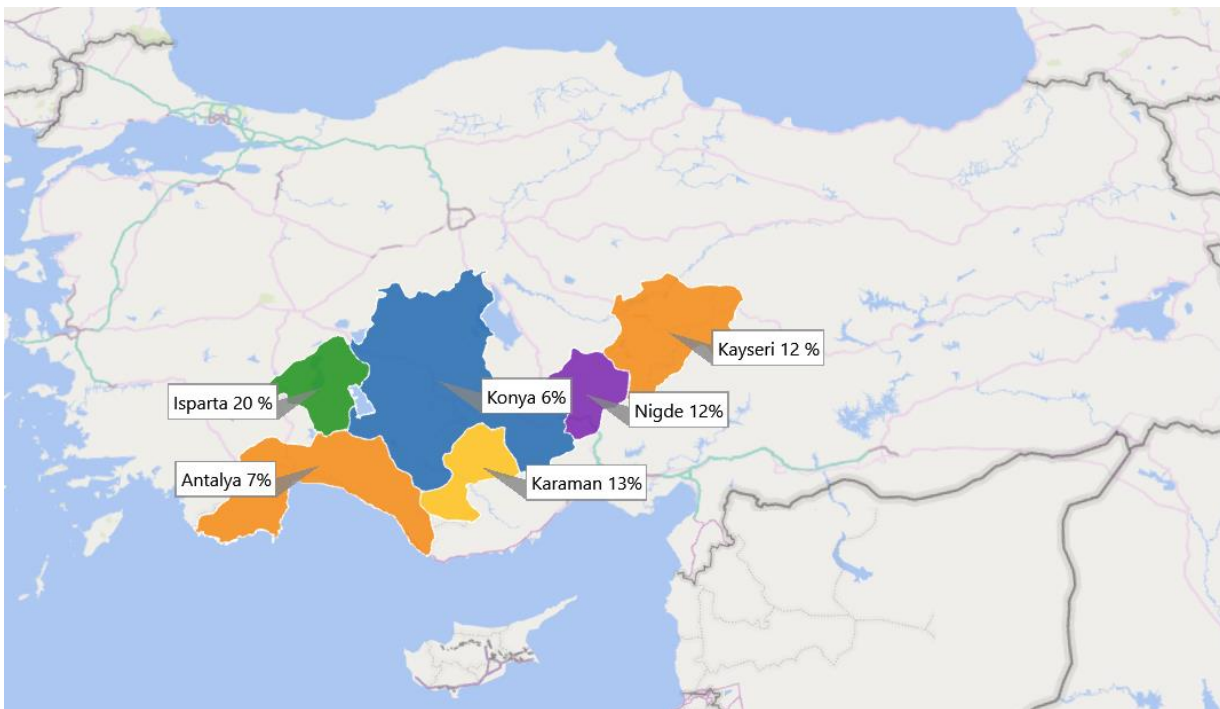 Kayseri 12 %
Isparta 20 %
Konya 6%
Nigde 12%
Antalya 7%
Karaman 13%